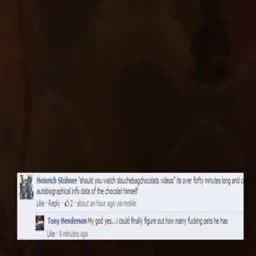 Heinrich Stolner "should you watch douchebagchocolats videos" its over fiofty minutes long and c
autobiographical info data of the chocolat himself
Like · Reply · 2 · about an hour ago via mobile
Tony Henderson My god yes...i could finally figure out how many fucking pets he has
Like · 6 minutes ago